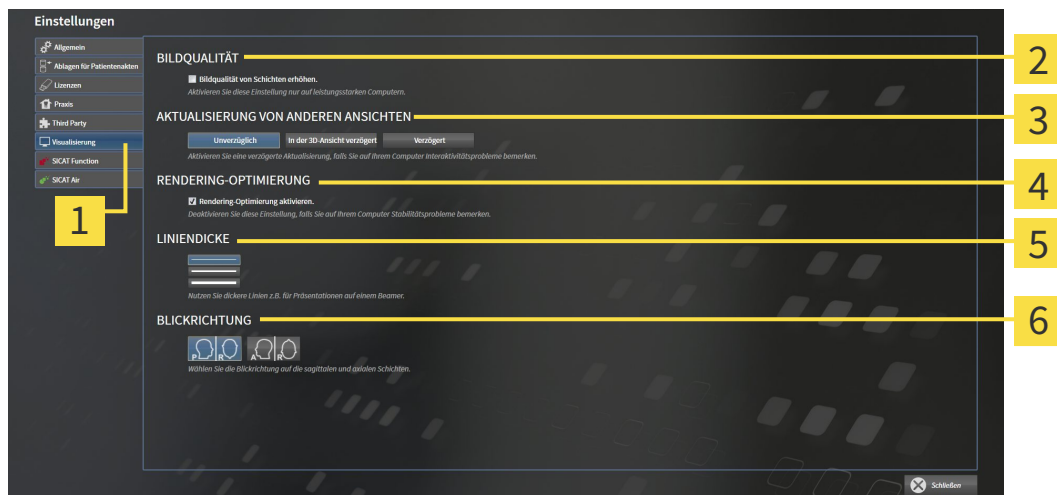 Einstellungen
Allgemein
Ablagen für Patientenakten
Lizenzen
Praxis
Third Party
Visualisierung
SICAT Function
SICAT Air
1
BILDQUALITÄT
2
Bildqualität von Schichten erhöhen.
Aktivieren Sie diese Einstellung nur auf leistungsstarken Computern.
AKTUALISIERUNG VON ANDEREN ANSICHTEN
3
Unverzüglich
In der 3D-Ansicht verzögert
Verzögert
Aktivieren Sie eine verzögerte Aktualisierung, falls Sie auf Ihrem Computer Interaktivitätsprobleme bemerken.
RENDERING-OPTIMIERUNG
4
Rendering-Optimierung aktivieren.
Deaktivieren Sie diese Einstellung, falls Sie auf Ihrem Computer Stabilitätsprobleme bemerken.
LINIENDICKE
5
Nutzen Sie dickere Linien z.B. für Präsentationen auf einem Beamer.
BLICKRICHTUNG
6
P R
A R
Wählen Sie die Blickrichtung auf die sagittalen und axialen Schichten.
Schließen